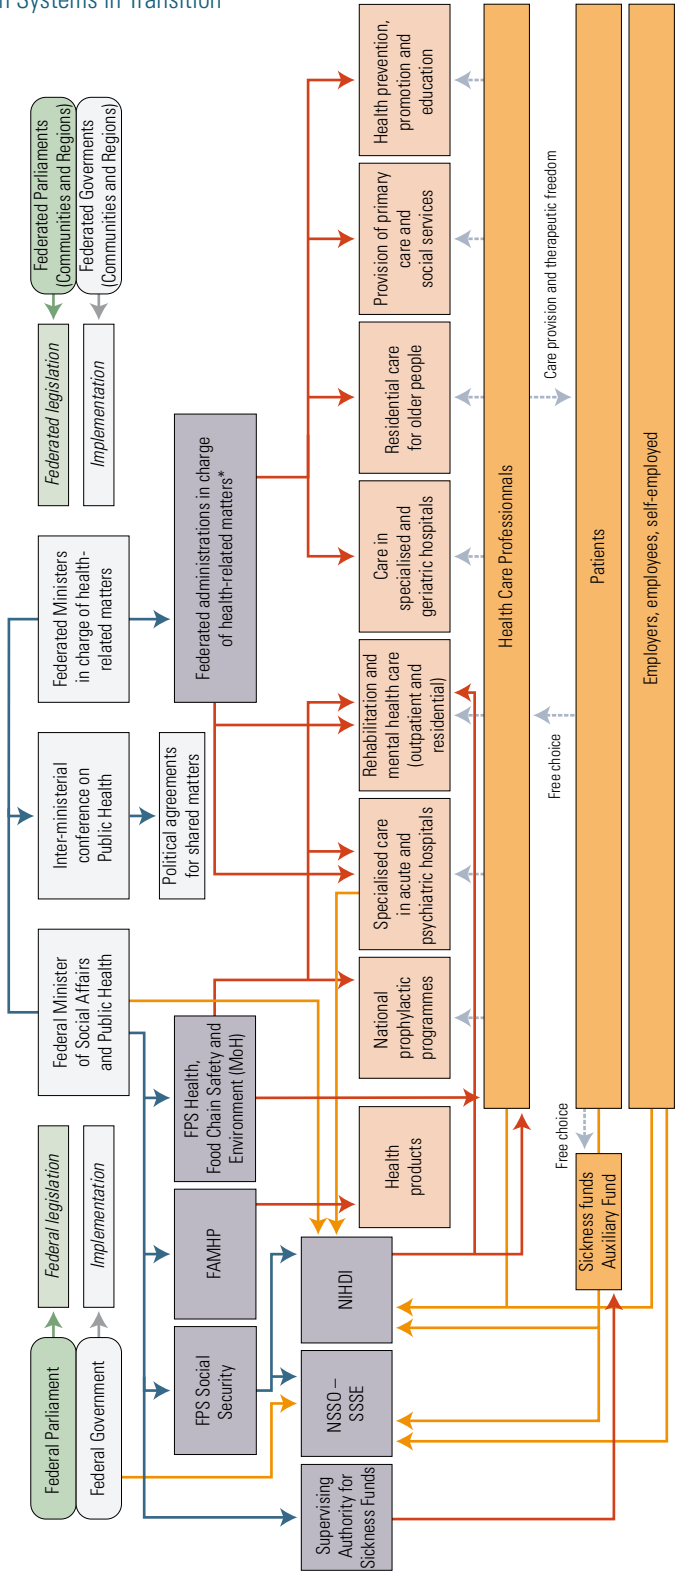 n Systems in Transition
Federal Parliament
Federal Government
Federal legislation
Implementation
Federal Minister
of Social Affairs
and Public Health
Inter-ministerial
conference on
Public Health
Federated Ministers
in charge of health-
related matters
Federated legislation
Implementation
Federated Parliaments
(Communities and Regions)
Federated Goverments
(Communities and Regions)
Political agreements
for shared matters
FPS Social
Security
FAMHP
FPS Health,
Food Chain Safety and
Environment (MoH)
Federated administrations in charge
of health-related matters*
Supervising
Authority for
Sickness Funds
NSSO –
SSSE
NIHDI
Health
products
National
prophylactic
programmes
Specialised care
in acute and
psychiatric hospitals
Rehabilitation and
mental health care
(outpatient and
residential)
Care in
specialised and
geriatric hospitals
Residential care
for older people
Provision of primary
care and
social services
Health prevention,
promotion and
education
Health Care Professionnals
Free choice
Free choice
Care provision and therapeutic freedom
Sickness funds
Auxiliary Fund
Patients
Employers, employees, self-employed